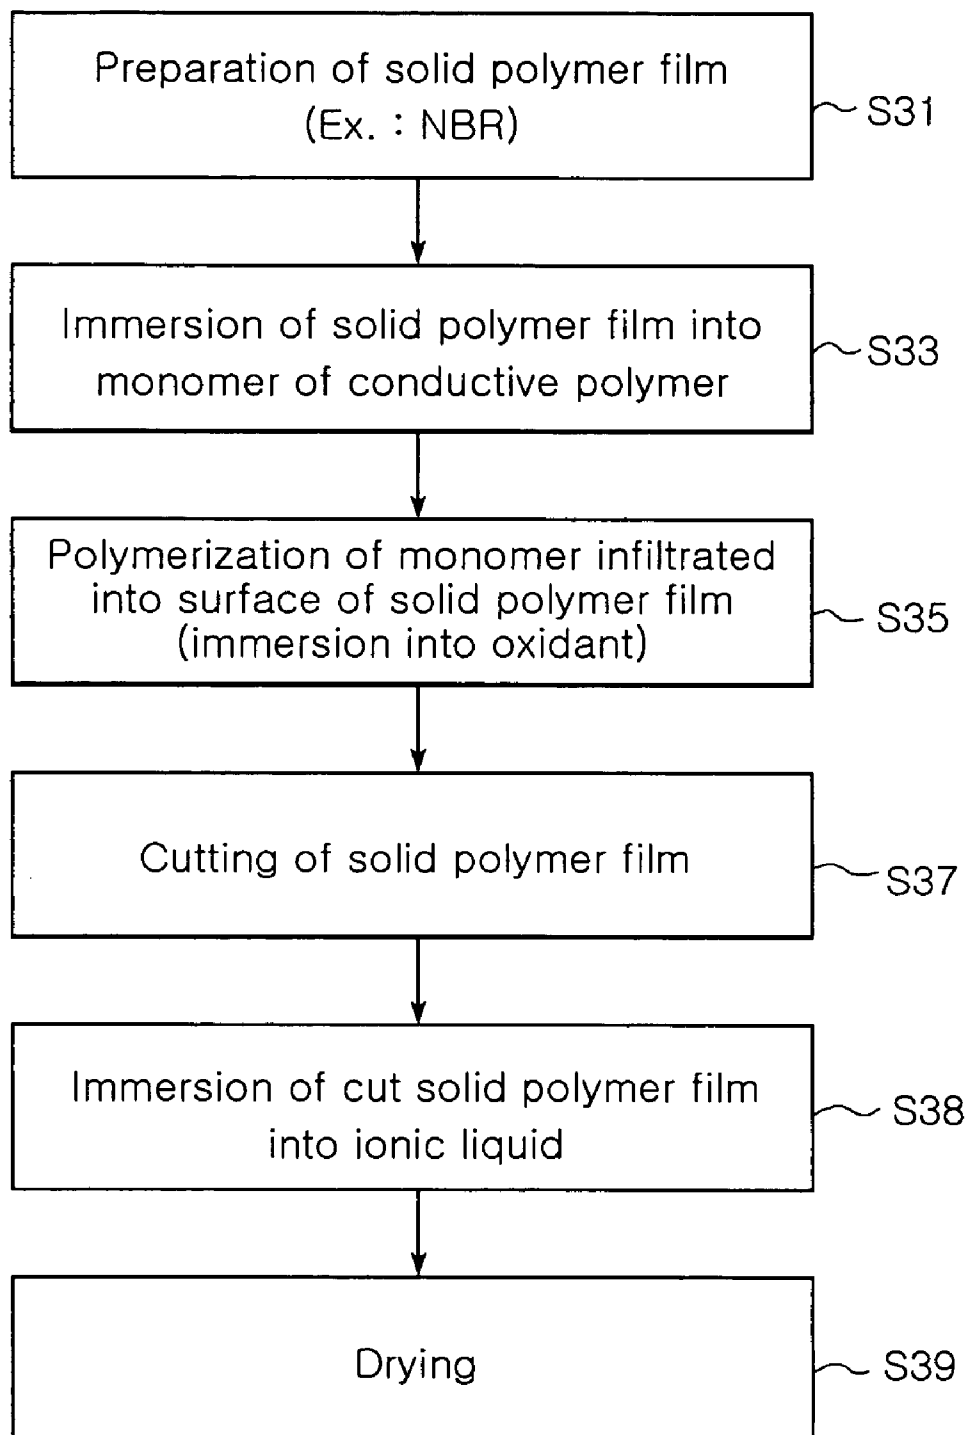 Preparation of solid polymer film
(Ex. : NBR)
S31
Immersion of solid polymer film into
monomer of conductive polymer
S33
Polymerization of monomer infiltrated
into surface of solid polymer film
(immersion into oxidant)
S35
Cutting of solid polymer film
S37
Immersion of cut solid polymer film
into ionic liquid
S38
Drying
S39